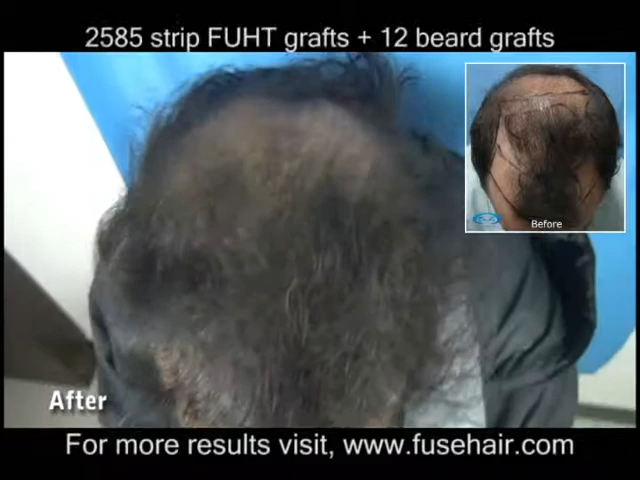 2585 strip FUHT grafts + 12 beard grafts
Before
After
For more results visit, www.fusehair.com